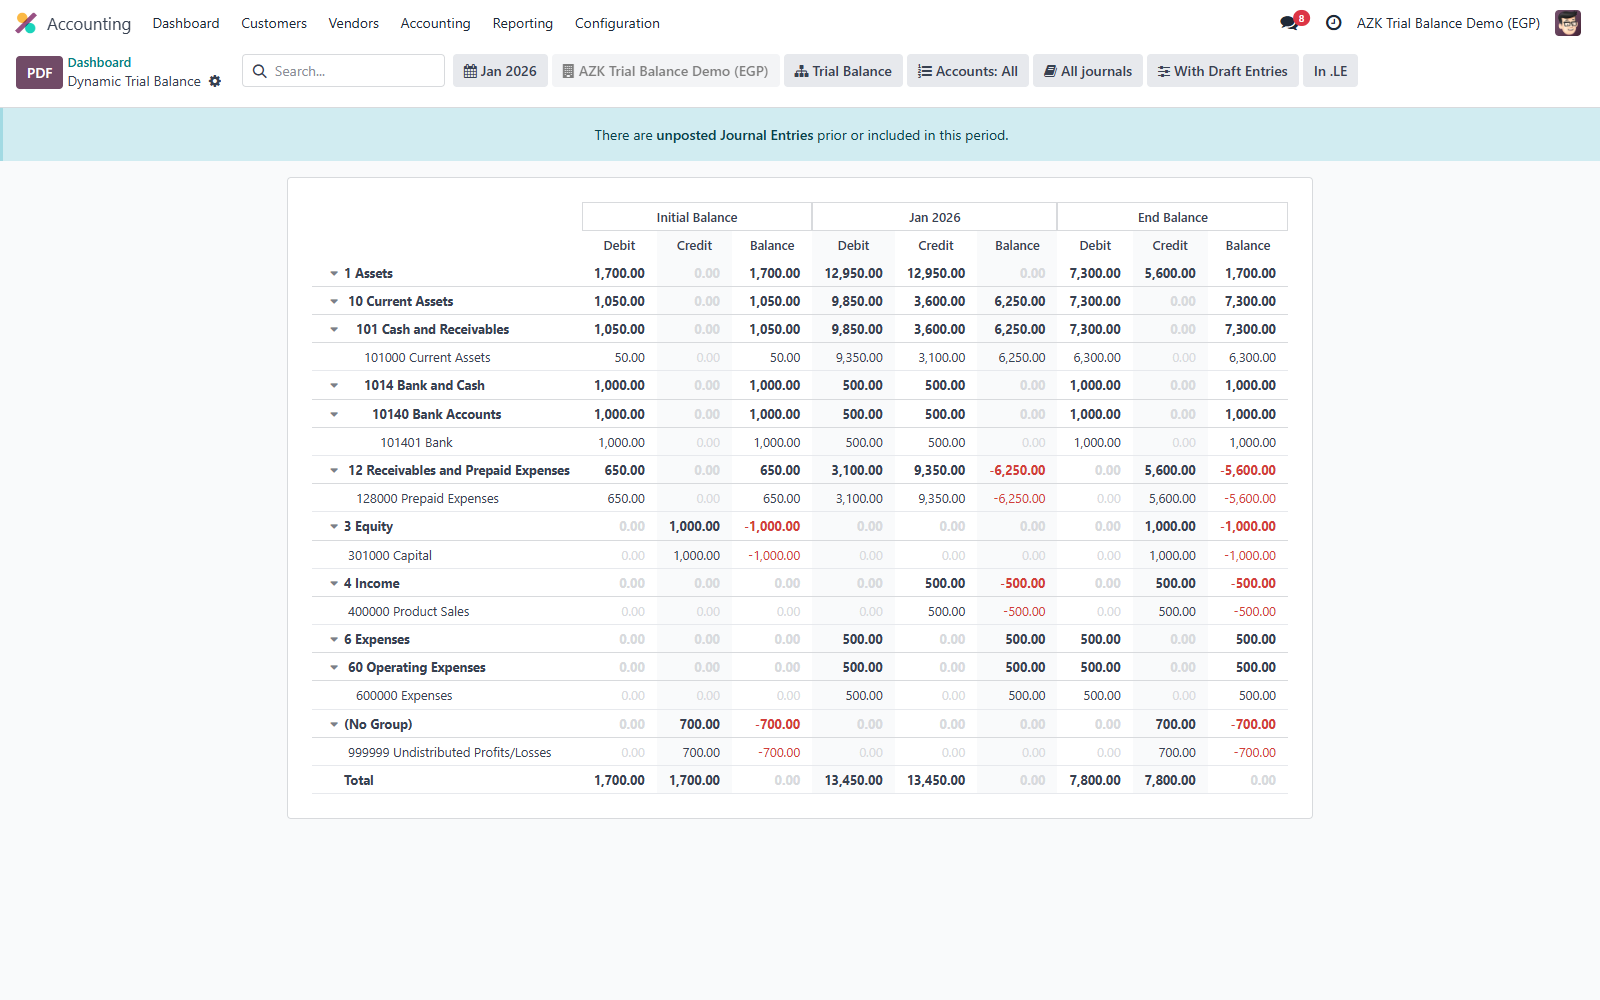 Accounting Dashboard Customers Vendors Accounting Reporting Configuration 8 AZK Trial Balance Demo (EGP)
PDF Dashboard
Dynamic Trial Balance
Search... Jan 2026 AZK Trial Balance Demo (EGP) Trial Balance Accounts: All All journals With Draft Entries In .LE
There are unposted Journal Entries prior or included in this period.
Initial Balance Jan 2026 End Balance
Debit Credit Balance Debit Credit Balance Debit Credit Balance
1 Assets 1,700.00 0.00 1,700.00 12,950.00 12,950.00 0.00 7,300.00 5,600.00 1,700.00
10 Current Assets 1,050.00 0.00 1,050.00 9,850.00 3,600.00 6,250.00 7,300.00 0.00 7,300.00
101 Cash and Receivables 1,050.00 0.00 1,050.00 9,850.00 3,600.00 6,250.00 7,300.00 0.00 7,300.00
101000 Current Assets 50.00 0.00 50.00 9,350.00 3,100.00 6,250.00 6,300.00 0.00 6,300.00
1014 Bank and Cash 1,000.00 0.00 1,000.00 500.00 500.00 0.00 1,000.00 0.00 1,000.00
10140 Bank Accounts 1,000.00 0.00 1,000.00 500.00 500.00 0.00 1,000.00 0.00 1,000.00
101401 Bank 1,000.00 0.00 1,000.00 500.00 500.00 0.00 1,000.00 0.00 1,000.00
12 Receivables and Prepaid Expenses 650.00 0.00 650.00 3,100.00 9,350.00 -6,250.00 0.00 5,600.00 -5,600.00
128000 Prepaid Expenses 650.00 0.00 650.00 3,100.00 9,350.00 -6,250.00 0.00 5,600.00 -5,600.00
3 Equity 0.00 1,000.00 -1,000.00 0.00 0.00 0.00 0.00 1,000.00 -1,000.00
301000 Capital 0.00 1,000.00 -1,000.00 0.00 0.00 0.00 0.00 1,000.00 -1,000.00
4 Income 0.00 0.00 0.00 0.00 500.00 -500.00 0.00 500.00 -500.00
400000 Product Sales 0.00 0.00 0.00 0.00 500.00 -500.00 0.00 500.00 -500.00
6 Expenses 0.00 0.00 0.00 500.00 0.00 500.00 500.00 0.00 500.00
60 Operating Expenses 0.00 0.00 0.00 500.00 0.00 500.00 500.00 0.00 500.00
600000 Expenses 0.00 0.00 0.00 500.00 0.00 500.00 500.00 0.00 500.00
(No Group) 0.00 700.00 -700.00 0.00 0.00 0.00 0.00 700.00 -700.00
999999 Undistributed Profits/Losses 0.00 700.00 -700.00 0.00 0.00 0.00 0.00 700.00 -700.00
Total 1,700.00 1,700.00 0.00 13,450.00 13,450.00 0.00 7,800.00 7,800.00 0.00